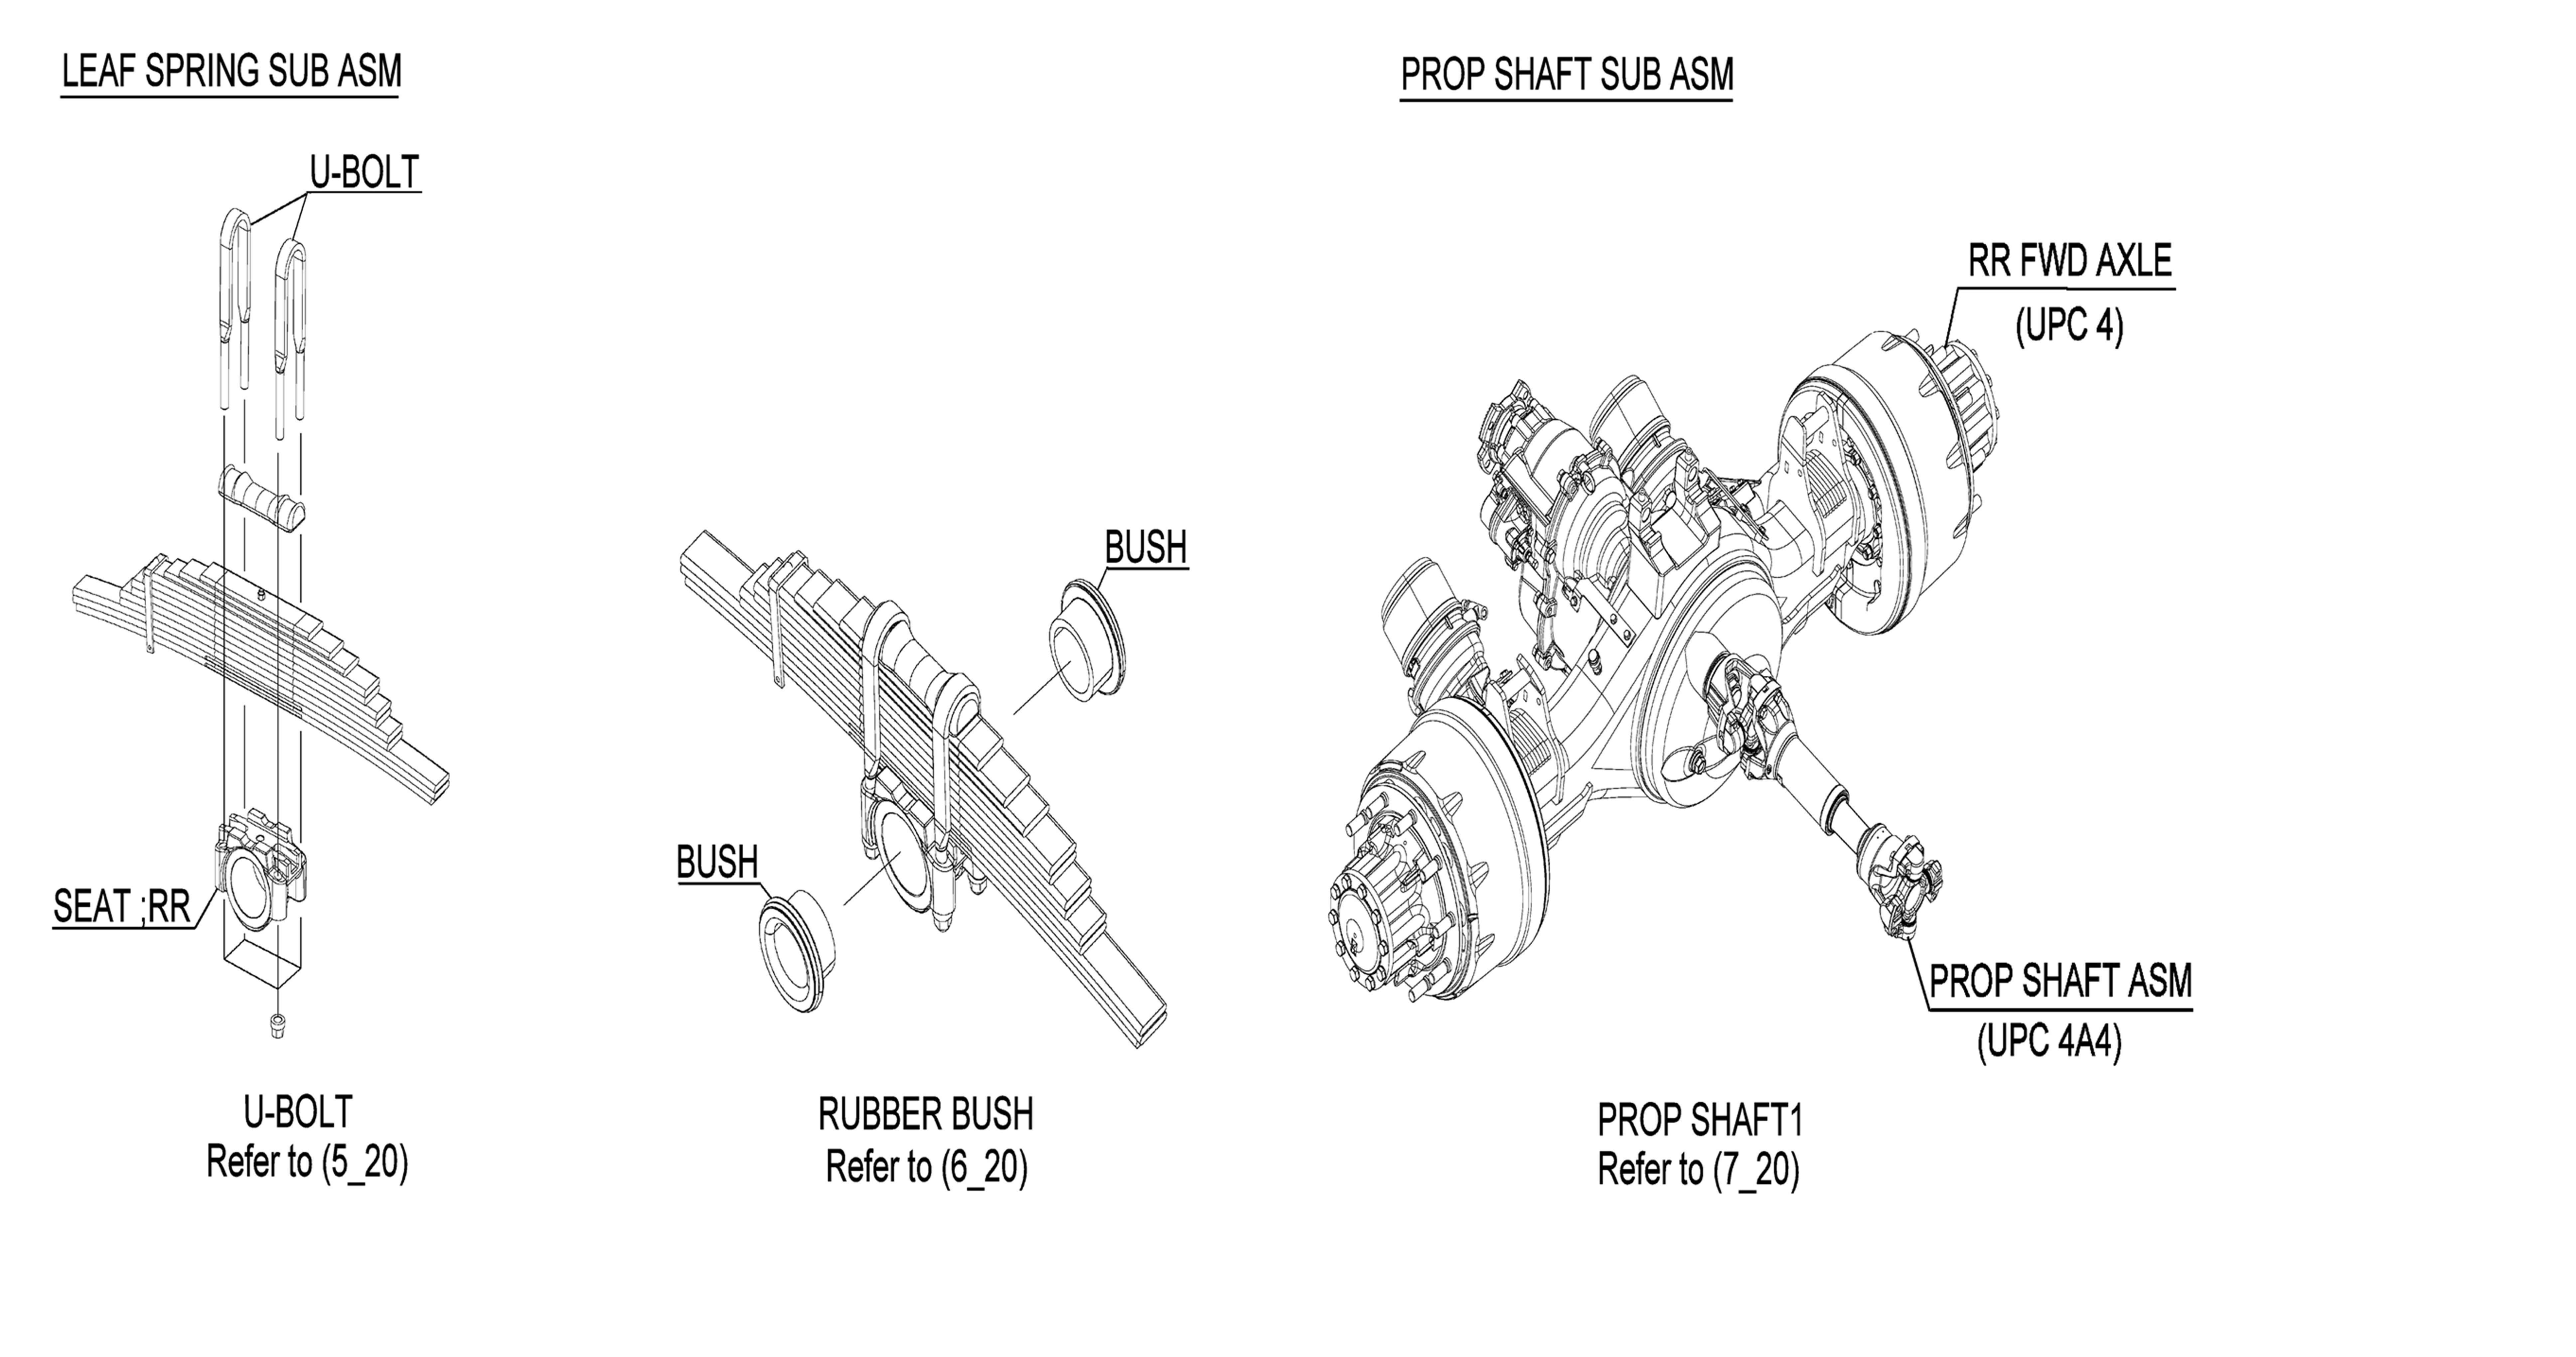 LEAF SPRING SUB ASM
U-BOLT
SEAT ;RR
U-BOLT
Refer to (5_20)
BUSH
BUSH
RUBBER BUSH
Refer to (6_20)
PROP SHAFT SUB ASM
RR FWD AXLE
(UPC 4)
PROP SHAFT ASM
(UPC 4A4)
PROP SHAFT1
Refer to (7_20)